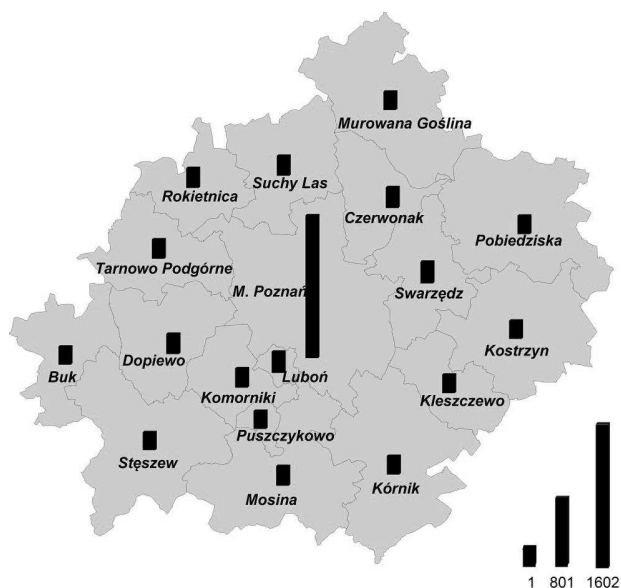 Murowana Goślina
Suchy Las
Rokietnica
Czerwonak
Pobiedziska
Tarnowo Podgórne
M. Poznań
Swarzędz
Kostrzyn
Dopiewo
Buk
Luboń
Komorniki
Kleszczewo
Puszczykowo
Stęszew
Kórnik
Mosina
1 801 1602